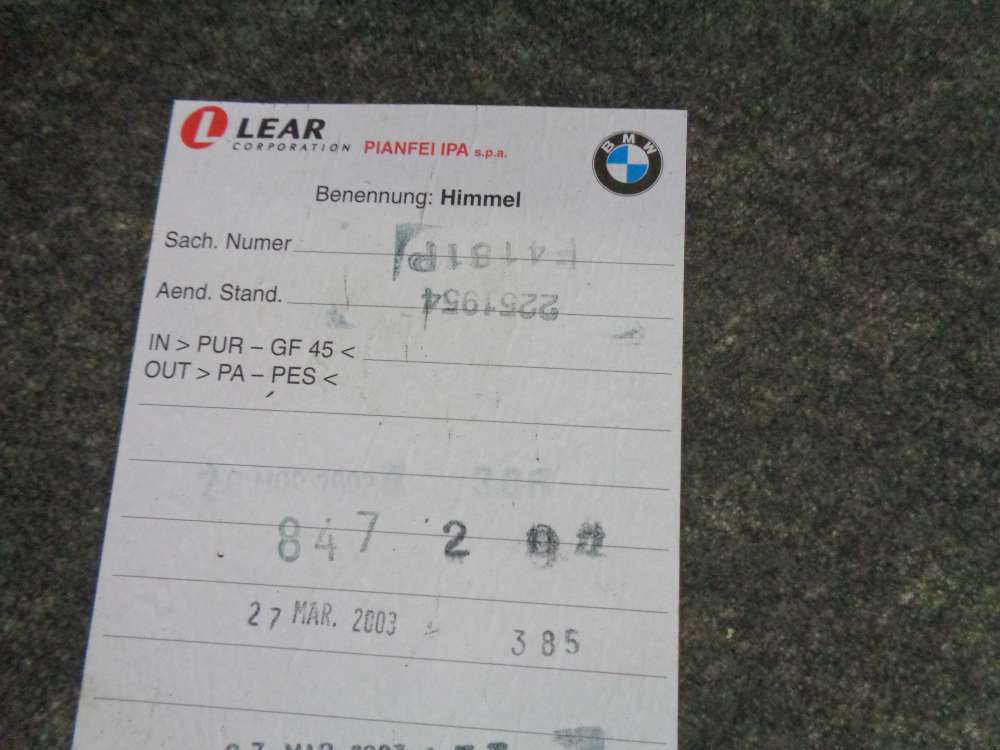 LEAR
CORPORATION PIANFEI IPA s.p.a.
BMW
Benennung: Himmel
Sach. Numer F4181P
Aend. Stand. 2251954
IN > PUR – GF 45 <
OUT > PA – PES <
847 2
27 MAR. 2003 385